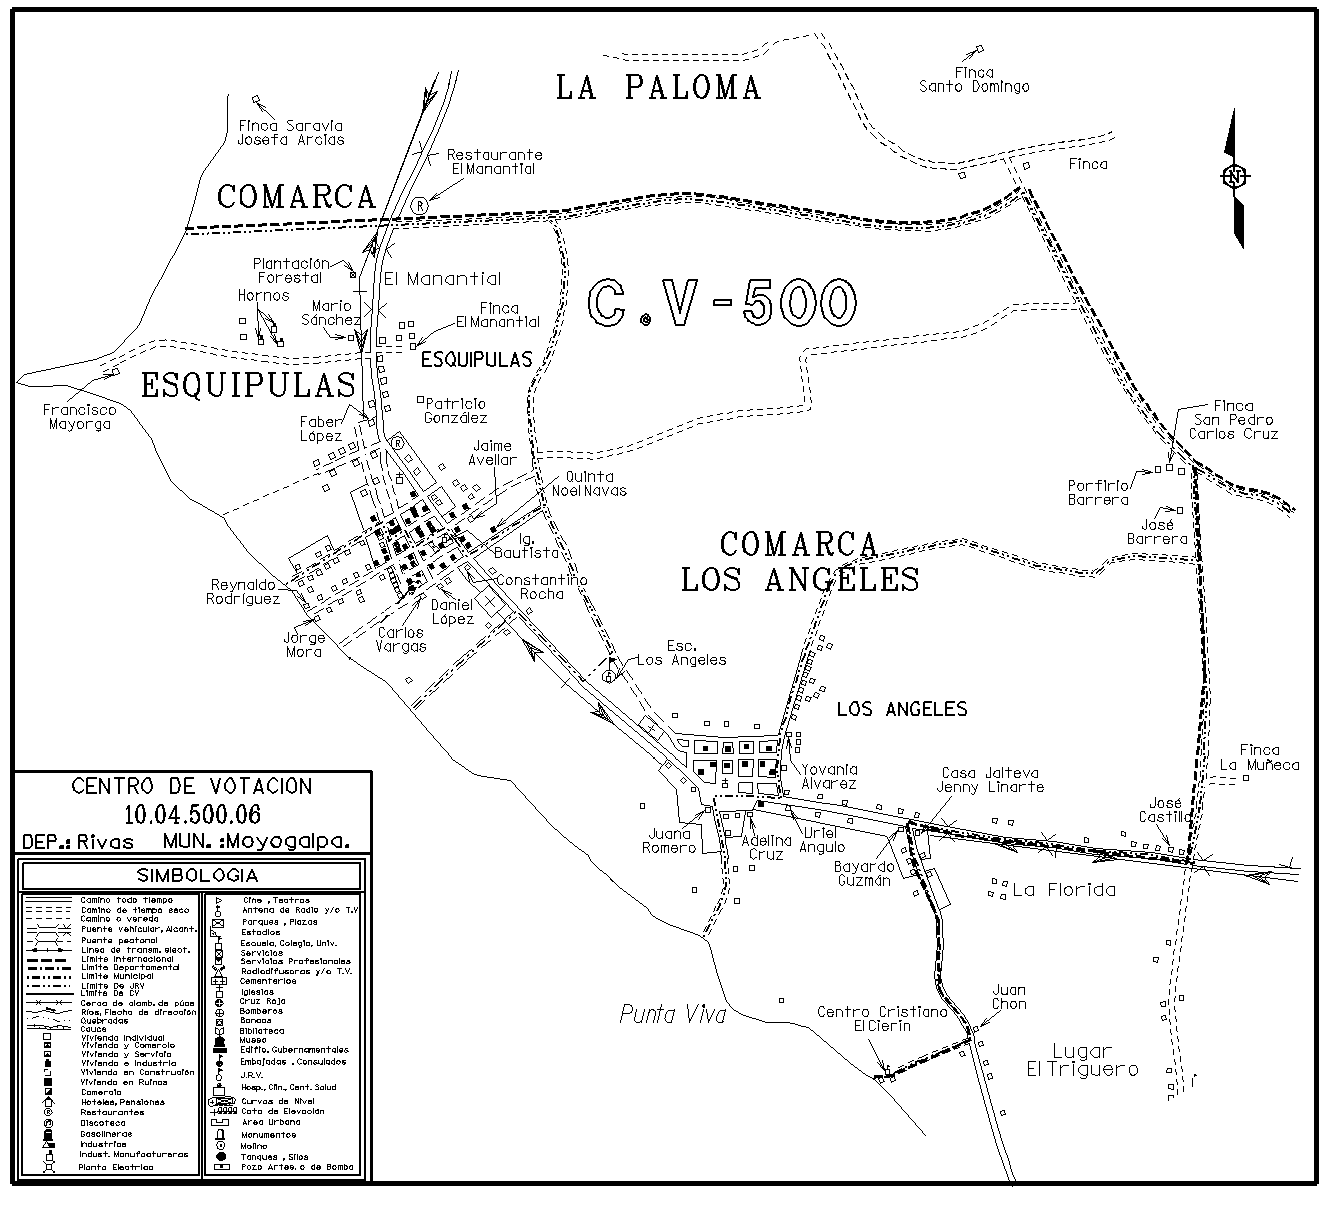 LA PALOMA
Finca
Santo Domingo
Finca Saravia
Josefa Arcias
Restaurante
El Manantial
R
Finca
N
COMARCA
Plantación
Forestal
El Manantial
Hornos
Mario
Sánchez
Finca
El Manantial
C.V-500
ESQUIPULAS
ESQUIPULAS
Francisco
Mayorga
Faber
López
Patricio
González
R
Jaime
Avellar
Quinta
Noel Navas
Finca
San Pedro
Carlos Cruz
Porfirio
Barrera
José
Barrera
Ig.
Bautista
COMARCA
LOS ANGELES
Reynaldo
Rodríguez
Constantino
Rocha
Daniel
López
Jorge
Mora
Carlos
Vargas
Esc.
Los Angeles
LOS ANGELES
Finca
La Muñeca
Yovania
Alvarez
Casa Jalteva
Jenny Linarte
José
Castillo
Juana
Romero
Adelina
Cruz
Uriel
Angulo
Bayardo
Guzmán
La Florida
Punta Viva
Centro Cristiano
El Cierin
Juan
Chon
Lugar
El Triguero
CENTRO DE VOTACION
10.04.500.06
DEP.: Rivas MUN. :Moyogalpa.
SIMBOLOGIA
Camino todo tiempo
Camino de tiempo seco
Camino o vereda
Puente vehicular, Alcant.
Puente peatonal
Linea de transm. elect.
Limite Internacional
Limite Departamental
Limite Municipal
Limite De JRV
Limite De CV
Cerca de alamb. de púas
Ríos, Flecha de dirección
Quebradas
Cauce
Vivienda Individual
Vivienda y Comercio
Vivienda y Servicio
Vivienda e Industria
Vivienda en Construción
Vivienda en Ruinas
Comercio
Hoteles, Pensiones
Restaurantes
Discoteca
Gasolineras
Industrias
Indust. Manufactureras
Planta Electrica
Cine , Teatros
Antena de Radio y/o T.V
Parques , Plazas
Estadios
Escuela, Colegio, Univ.
Servicios
Servicios Profesionales
Radiodifusoras y/o T.V.
Cementerios
Iglesias
Cruz Roja
Bomberos
Bancos
Biblioteca
Museo
Edific. Gubernamentales
Embajadas , Consulados
J.R.V.
Hosp., Clin., Cent. Salud
Curvas de Nivel
Cota de Elevación
Area Urbana
Monumentos
Molino
Tanques , Silos
Pozo Artes. o de Bomba